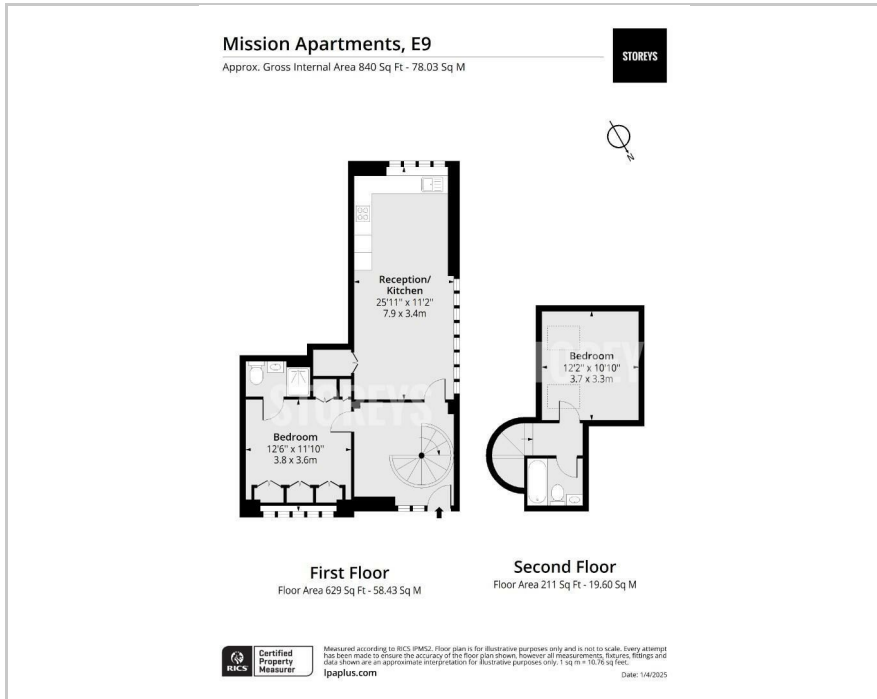 Mission Apartments, E9
Approx. Gross Internal Area 840 Sq Ft - 78.03 Sq M
STOREYS
N
Reception/
Kitchen
25'11" x 11'2"
7.9 x 3.4m
Bedroom
12'2" x 10'10"
3.7 x 3.3m
STOREY
STOREYS
Bedroom
12'6" x 11'10"
3.8 x 3.6m
First Floor
Floor Area 629 Sq Ft - 58.43 Sq M
Second Floor
Floor Area 211 Sq Ft - 19.60 Sq M
RICS
Certified
Property
Measurer
Measured according to RICS IPMS2. Floor plan is for illustrative purposes only and is not to scale. Every attempt
has been made to ensure the accuracy of the floor plan shown, however all measurements, fixtures, fittings and
data shown are an approximate interpretation for illustrative purposes only. 1 sq m = 10.76 sq feet.
lpaplus.com
Date: 1/4/2025